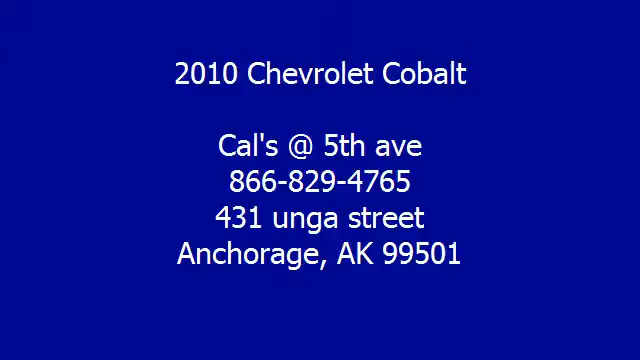 2010 Chevrolet Cobalt
Cal's @ 5th ave
866-829-4765
431 unga street
Anchorage, AK 99501